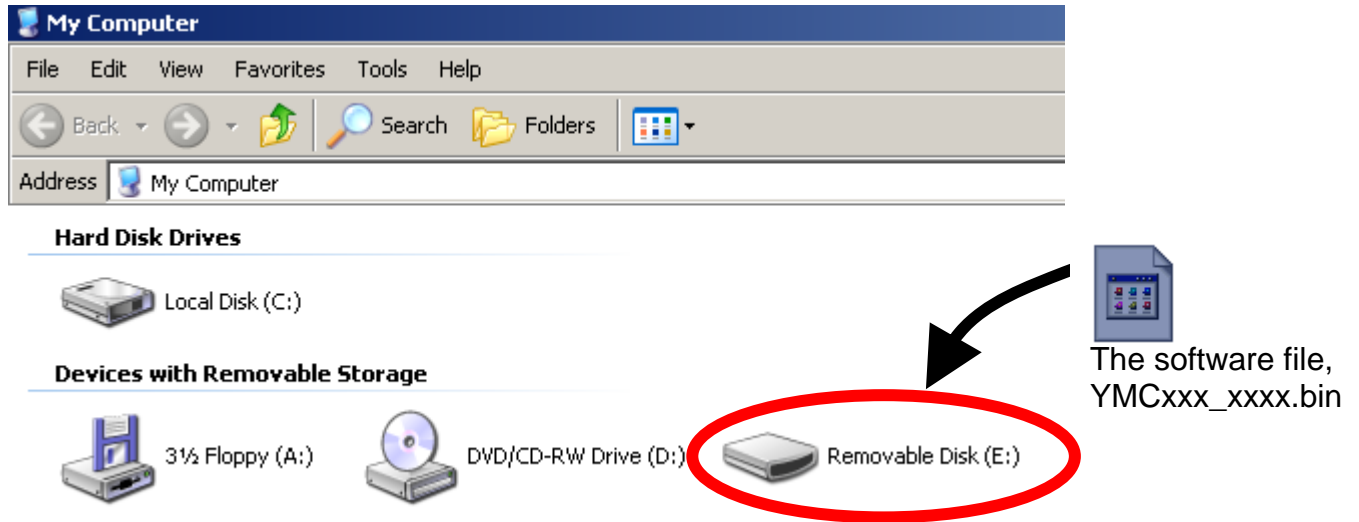 My Computer
File Edit View Favorites Tools Help
Back Search Folders
Address My Computer
Hard Disk Drives
Local Disk (C:)
The software file,
YMCxxx_xxxx.bin
Devices with Removable Storage
3½ Floppy (A:) DVD/CD-RW Drive (D:) Removable Disk (E:)